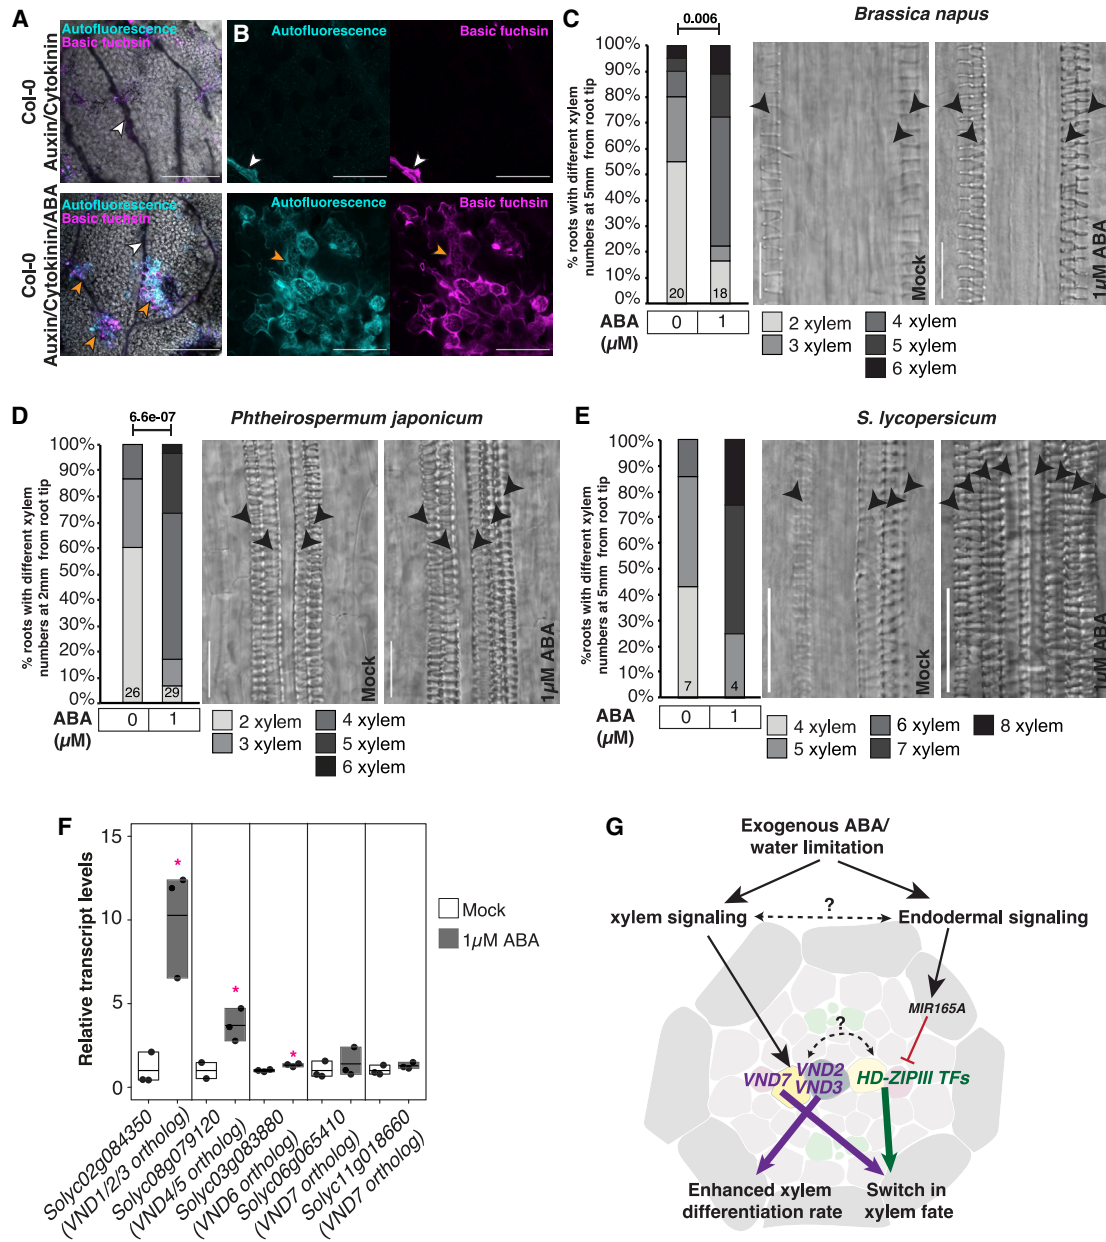 A
Col-0
Auxin/Cytokinin
Autofluorescence
Basic fuchsin
B
Autofluorescence
Basic fuchsin
Col-0
Auxin/Cytokinin/ABA
Autofluorescence
Basic fuchsin
Autofluorescence
Basic fuchsin
C
Brassica napus
0.006
% roots with different xylem
numbers at 5mm from root tip
100%
90%
80%
70%
60%
50%
40%
30%
20%
10%
0%
20
18
ABA
(µM)
0
1
Mock
1µM ABA
2 xylem
3 xylem
4 xylem
5 xylem
6 xylem
D
Phtheirospermum japonicum
6.6e-07
%roots with different xylem
numbers at 2mm from root tip
100%
90%
80%
70%
60%
50%
40%
30%
20%
10%
0%
26
29
ABA
(µM)
0
1
Mock
1µM ABA
2 xylem
3 xylem
4 xylem
5 xylem
6 xylem
E
S. lycopersicum
%roots with different xylem
numbers at 5mm from root tip
100%
90%
80%
70%
60%
50%
40%
30%
20%
10%
0%
7
4
ABA
(µM)
0
1
Mock
1µM ABA
4 xylem
5 xylem
6 xylem
7 xylem
8 xylem
F
Relative transcript levels
15
10
5
0
*
*
*
Mock
1µM ABA
Solyc02g084350
(VND1/2/3 ortholog)
Solyc08g079120
(VND4/5 ortholog)
Solyc03g083880
(VND6 ortholog)
Solyc06g065410
(VND7 ortholog)
Solyc11g018660
(VND7 ortholog)
G
Exogenous ABA/
water limitation
xylem signaling
?
Endodermal signaling
MIR165A
?
VND7
VND2
VND3
HD-ZIPIII TFs
Enhanced xylem
differentiation rate
Switch in
xylem fate